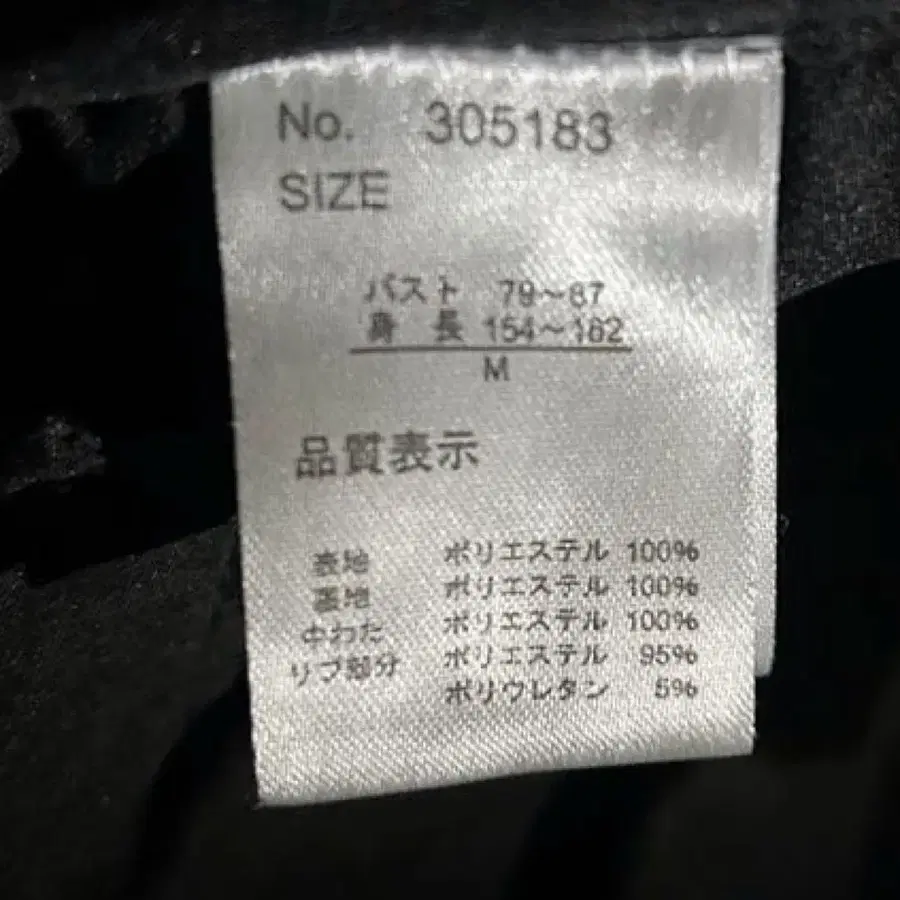 No. 305183
SIZE
バスト 79～87
身長 154～162
M
品質表示
表地 ポリエステル 100%
裏地 ポリエステル 100%
中わた ポリエステル 100%
リブ部分 ポリエステル 95%
ポリウレタン 5%